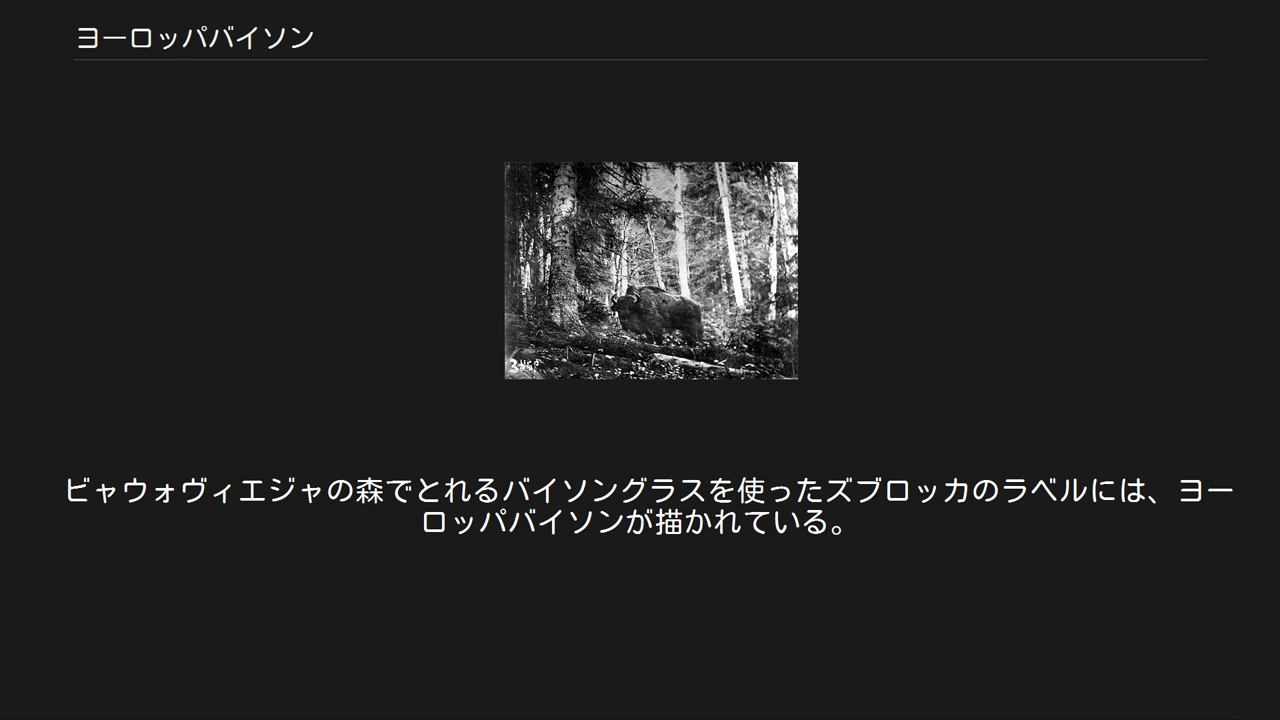 ヨーロッパバイソン
ビャウォヴィエジャの森でとれるバイソングラスを使ったズブロッカのラベルには、ヨー
ロッパバイソンが描かれている。